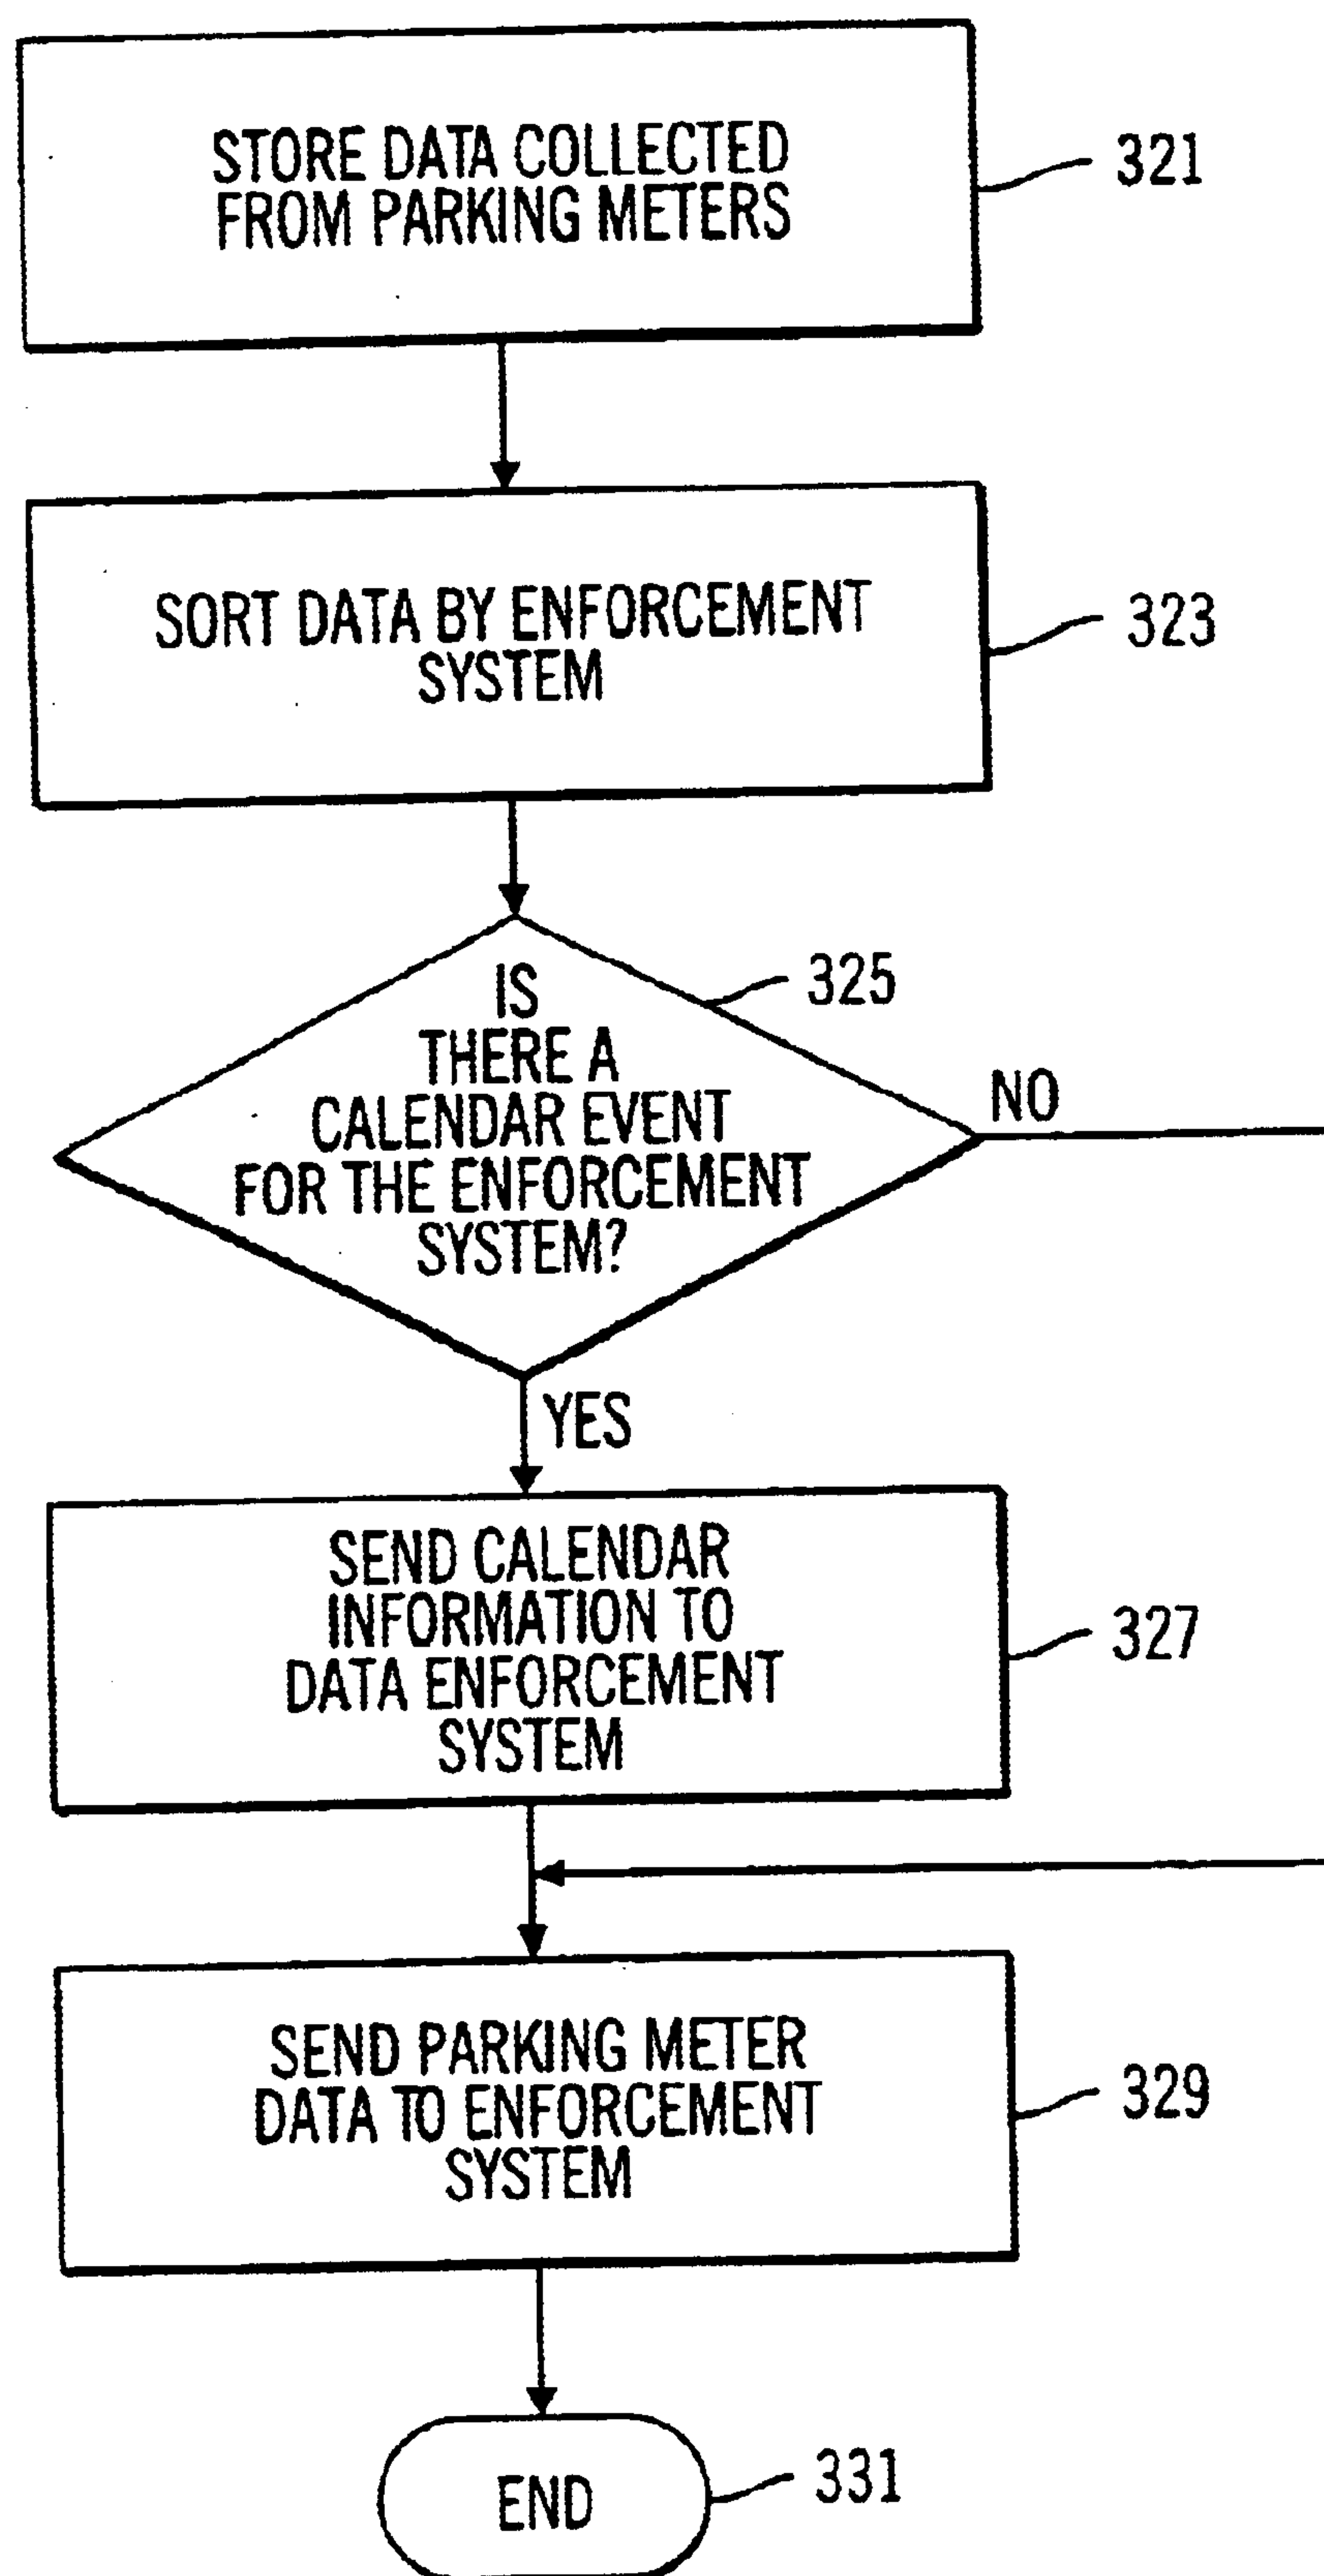 STORE DATA COLLECTED
FROM PARKING METERS
321
SORT DATA BY ENFORCEMENT
SYSTEM
323
IS
THERE A
CALENDAR EVENT
FOR THE ENFORCEMENT
SYSTEM?
325
NO
YES
SEND CALENDAR
INFORMATION TO
DATA ENFORCEMENT
SYSTEM
327
SEND PARKING METER
DATA TO ENFORCEMENT
SYSTEM
329
END
331